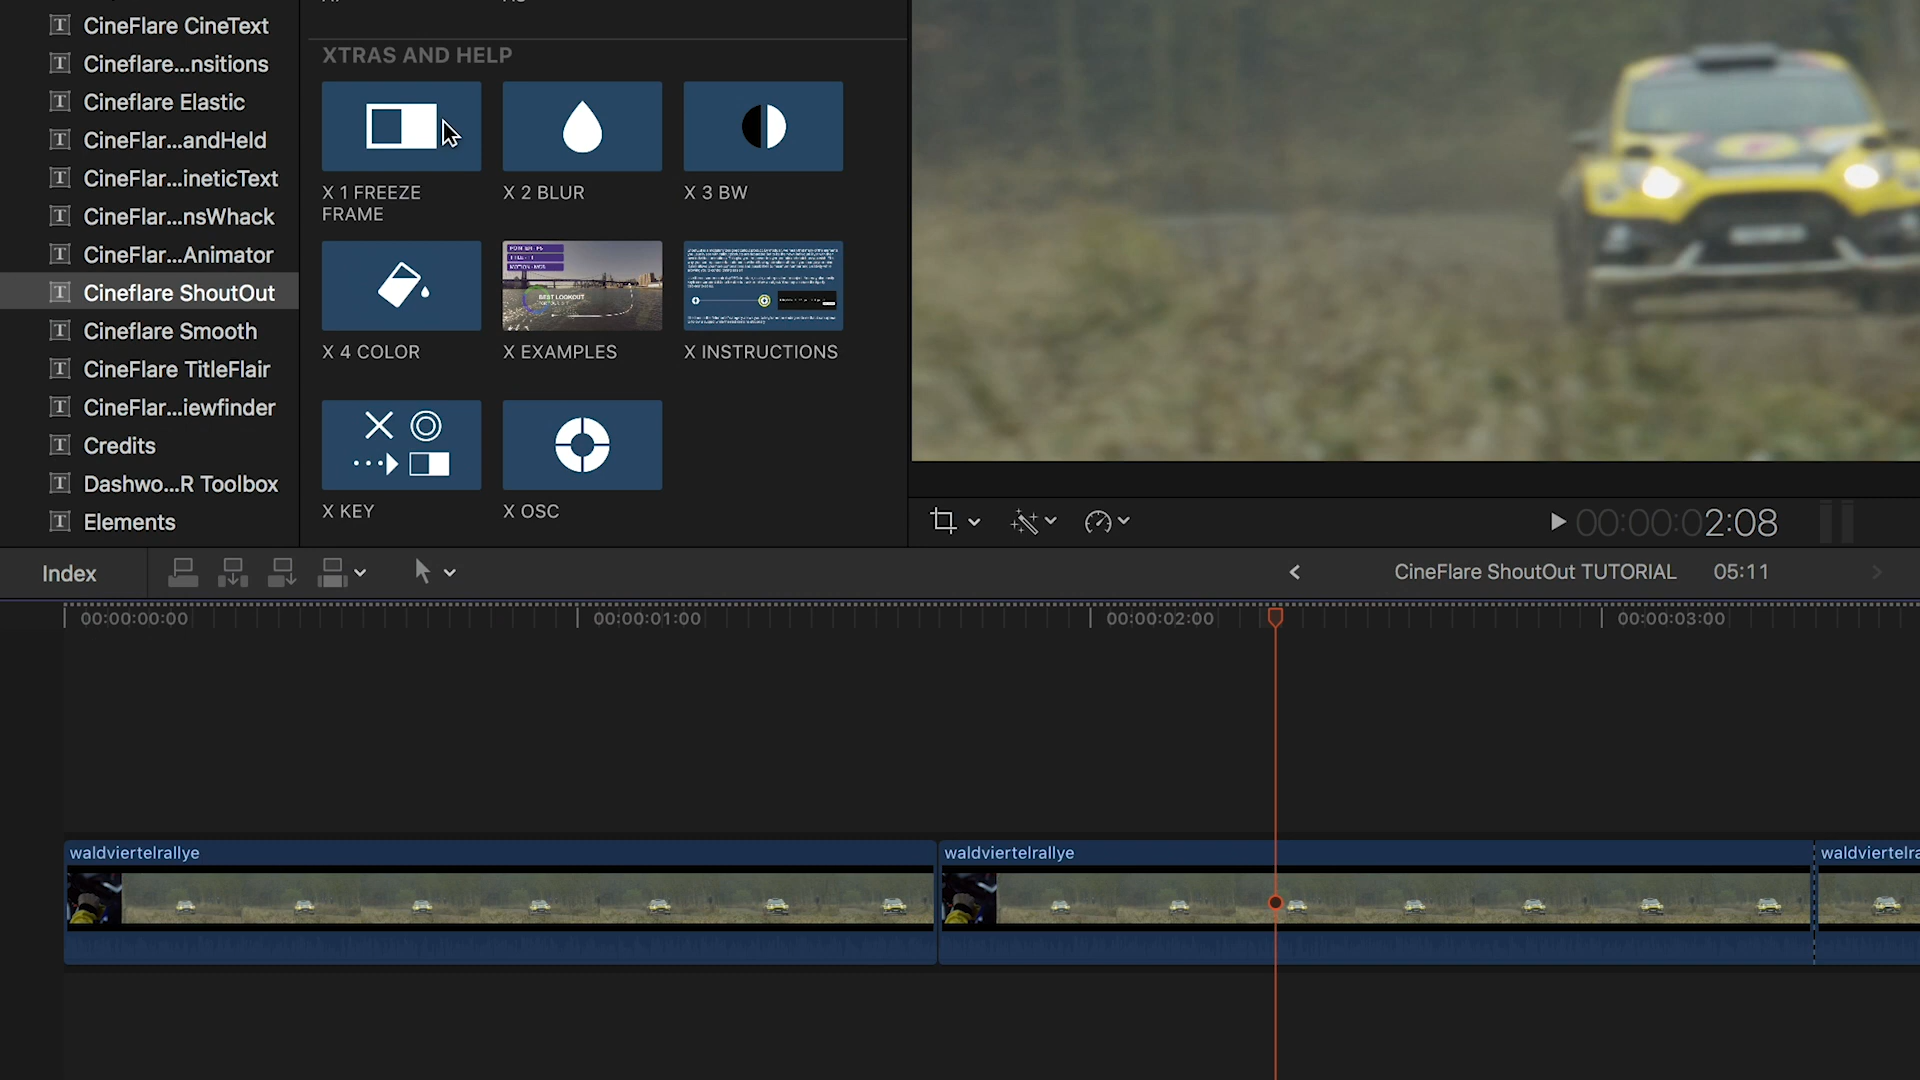 CineFlare CineText
Cineflare...nsitions
Cineflare Elastic
CineFlar...andHeld
CineFlar...ineticText
CineFlar...nsWhack
CineFlar...Animator
Cineflare ShoutOut
Cineflare Smooth
CineFlare TitleFlair
CineFlar...iewfinder
Credits
Dashwo...R Toolbox
Elements
XTRAS AND HELP
X 1 FREEZE FRAME
X 2 BLUR
X 3 BW
X 4 COLOR
BEST LOOKOUT
X EXAMPLES
X INSTRUCTIONS
X KEY
X OSC
00:00:02:08
Index
CineFlare ShoutOut TUTORIAL 05:11
00:00:00:00 00:00:01:00 00:00:02:00 00:00:03:00
waldviertelrallye waldviertelrallye waldviertelra